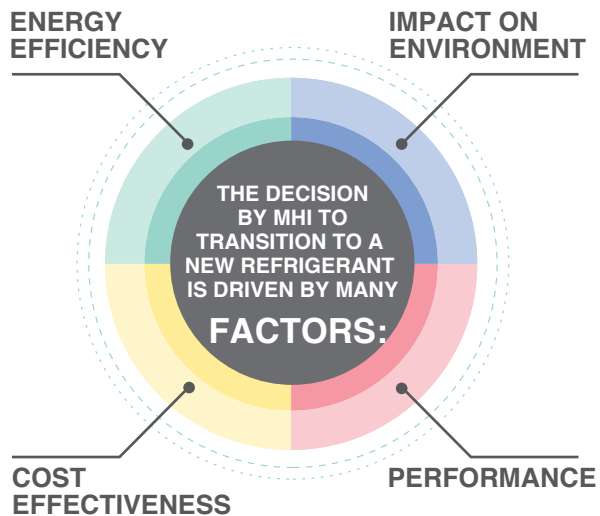 ENERGY
EFFICIENCY
IMPACT ON
ENVIRONMENT
THE DECISION
BY MHI TO
TRANSITION TO A
NEW REFRIGERANT
IS DRIVEN BY MANY
FACTORS:
COST
EFFECTIVENESS
PERFORMANCE